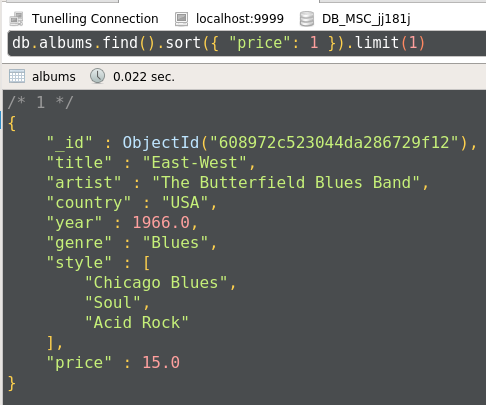 Tunelling Connection localhost:9999 DB_MSC_jj181j
db.albums.find().sort({ "price": 1 }).limit(1)
albums 0.022 sec.
/* 1 */
{
    "_id" : ObjectId("608972c523044da286729f12"),
    "title" : "East-West",
    "artist" : "The Butterfield Blues Band",
    "country" : "USA",
    "year" : 1966.0,
    "genre" : "Blues",
    "style" : [
        "Chicago Blues",
        "Soul",
        "Acid Rock"
    ],
    "price" : 15.0
}